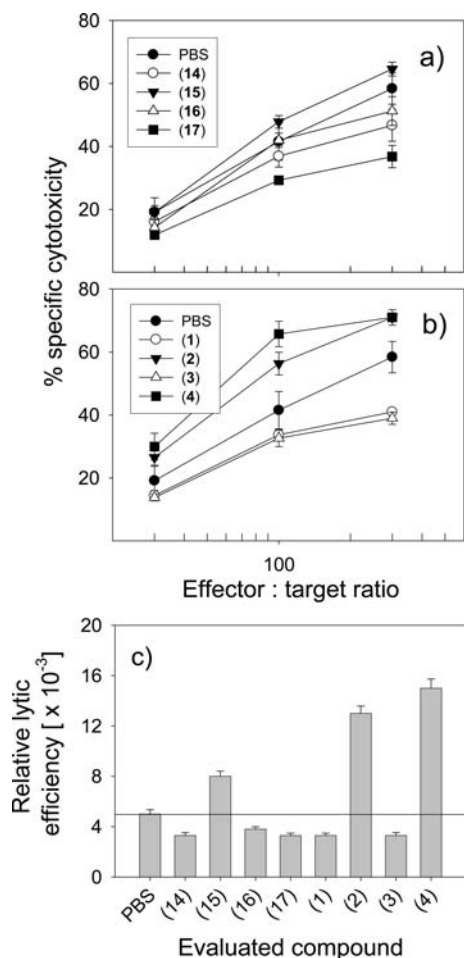 80
60
40
20
a)
PBS
(14)
(15)
(16)
(17)
% specific cytotoxicity
80
60
40
20
b)
PBS
(1)
(2)
(3)
(4)
100
Effector : target ratio
20
16
12
8
4
0
c)
Relative lytic
efficiency [ x 10-3]
PBS
(14)
(15)
(16)
(17)
(1)
(2)
(3)
(4)
Evaluated compound